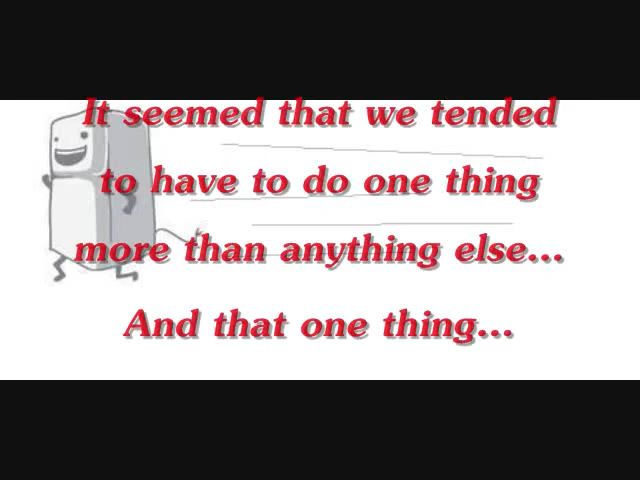 It seemed that we tended
to have to do one thing
more than anything else...
And that one thing...